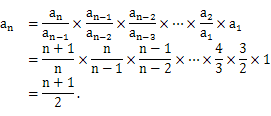 aₙ = aₙ/aₙ₋₁ × aₙ₋₁/aₙ₋₂ × aₙ₋₂/aₙ₋₃ × ⋯ × a₂/a₁ × a₁
= n + 1/n × n/n − 1 × n − 1/n − 2 × ⋯ × 4/3 × 3/2 × 1
= n + 1/2 .